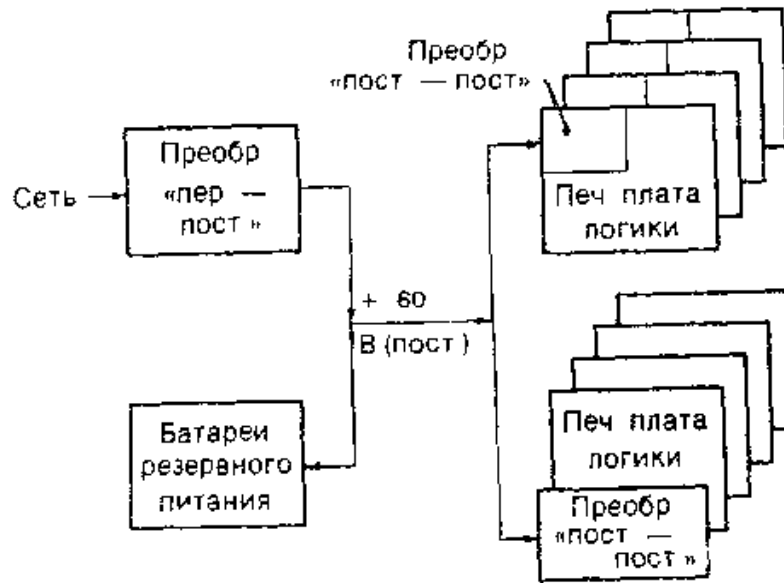 Преобр
«пост — пост»
Преобр
«пер —
пост»
Сеть
Печ плата
логики
+ 60
В (пост)
Батареи
резервного
питания
Печ плата
логики
Преобр
«пост —
пост»